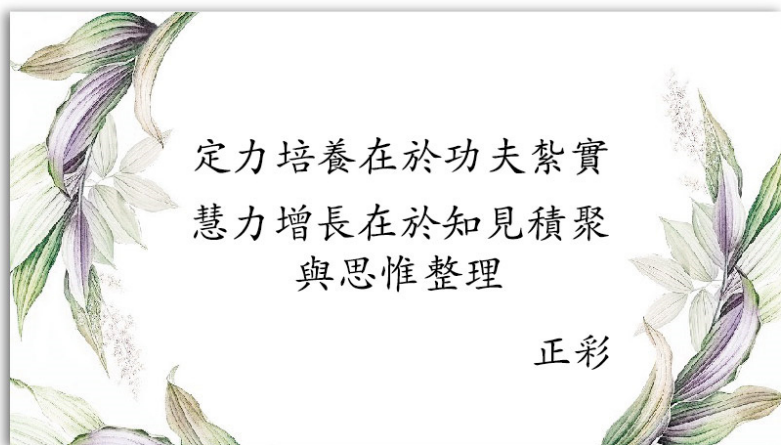 定力培養在於功夫紮實
慧力增長在於知見積聚
與思惟整理
正彩